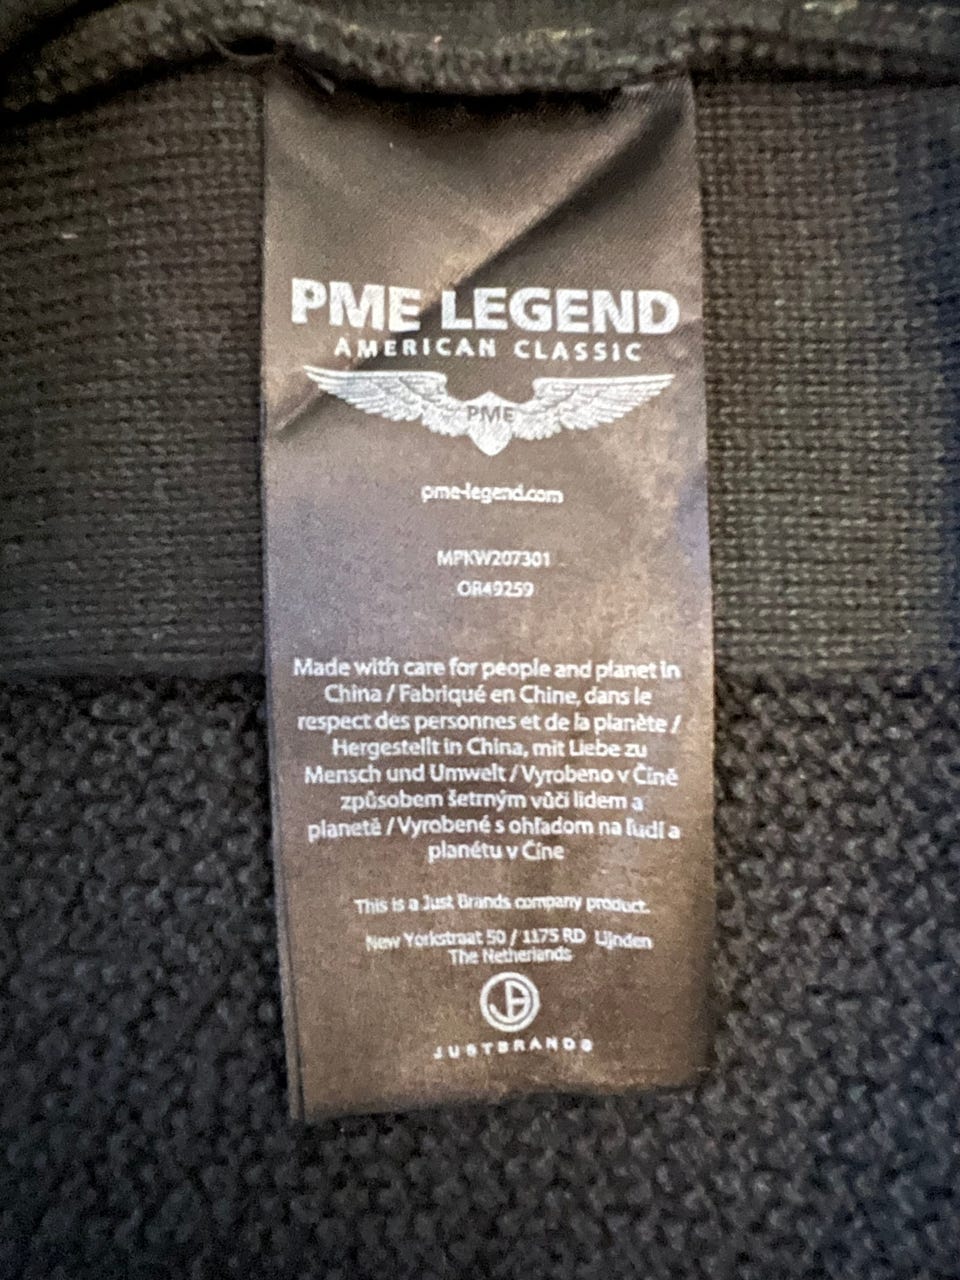 PME LEGEND
AMERICAN CLASSIC
PME
pme-legend.com
MPKW207301
OR49259
Made with care for people and planet in
China / Fabriqué en Chine, dans le
respect des personnes et de la planète /
Hergestellt in China, mit Liebe zu
Mensch und Umwelt / Vyrobeno v Číně
způsobem šetrným vůči lidem a
planetě / Vyrobené s ohľadom na ľudí a
planétu v Číne
This is a Just Brands company product.
New Yorkstraat 50 / 1175 RD Lijnden
The Netherlands
JB
JUSTBRANDS